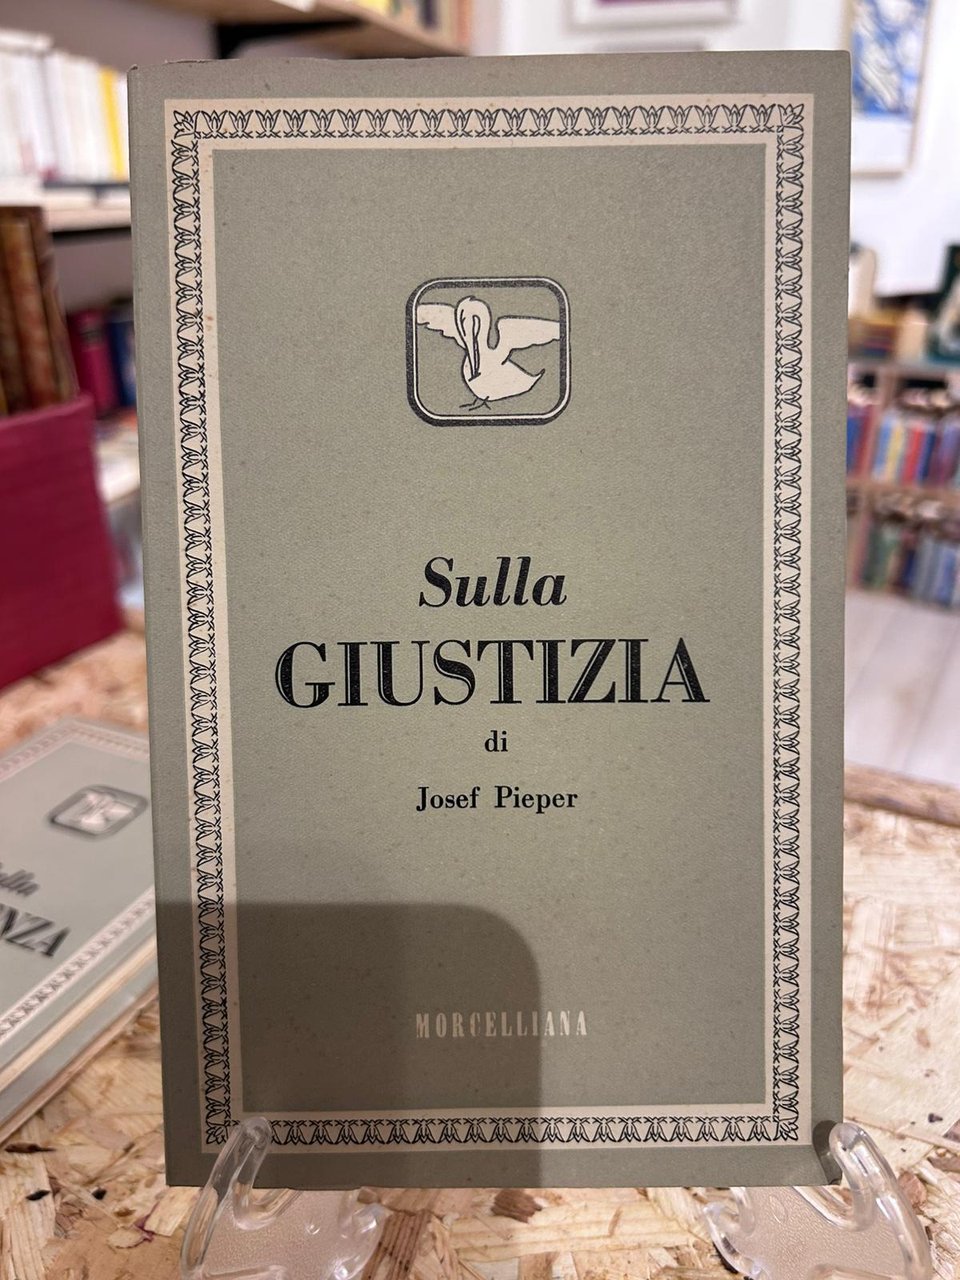 Sulla
GIUSTIZIA
di
Josef Pieper
MORCELLIANA